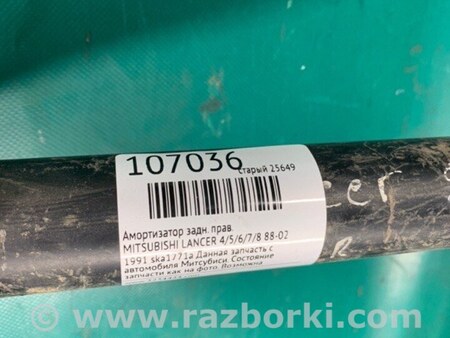 107036
старый 25649
Амортизатор задн. прав.
MITSUBISHI LANCER 4/5/6/7/8 88-02
1991 ska1771a Данная запчасть с
автомобиля Митсубиси Состояние
запчасти как на фото. Возможна
www.razborki.com